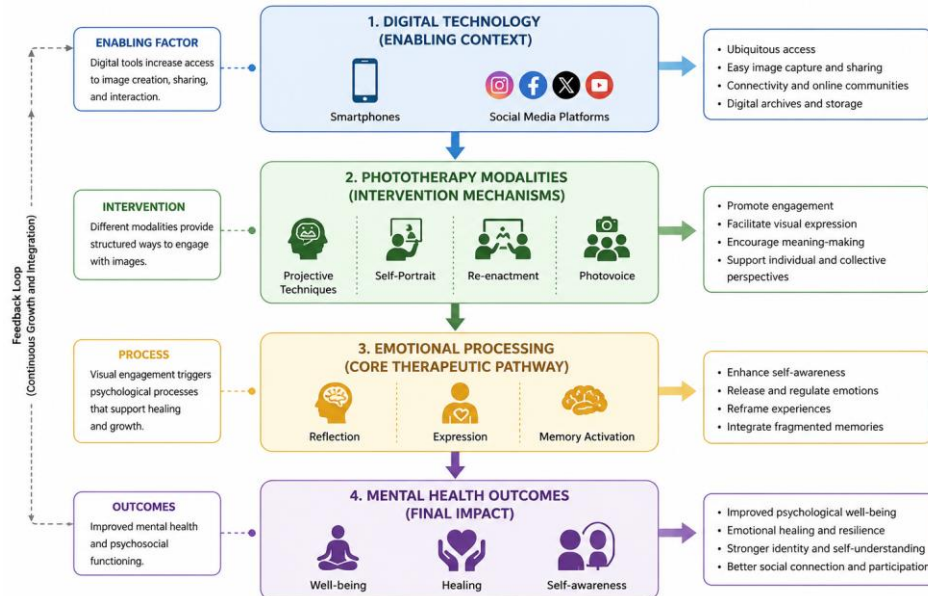 1. DIGITAL TECHNOLOGY
(ENABLING CONTEXT)
ENABLING FACTOR
Digital tools increase access
to image creation, sharing,
and interaction.
Smartphones
Social Media Platforms
• Ubiquitous access
• Easy image capture and sharing
• Connectivity and online communities
• Digital archives and storage
2. PHOTOTHERAPY MODALITIES
(INTERVENTION MECHANISMS)
INTERVENTION
Different modalities provide
structured ways to engage
with images.
Projective
Techniques
Self-Portrait
Re-enactment
Photovoice
• Promote engagement
• Facilitate visual expression
• Encourage meaning-making
• Support individual and collective
perspectives
Feedback Loop
(Continuous Growth and Integration)
3. EMOTIONAL PROCESSING
(CORE THERAPEUTIC PATHWAY)
PROCESS
Visual engagement triggers
psychological processes
that support healing
and growth.
Reflection
Expression
Memory Activation
• Enhance self-awareness
• Release and regulate emotions
• Reframe experiences
• Integrate fragmented memories
4. MENTAL HEALTH OUTCOMES
(FINAL IMPACT)
OUTCOMES
Improved mental health
and psychosocial
functioning.
Well-being
Healing
Self-awareness
• Improved psychological well-being
• Emotional healing and resilience
• Stronger identity and self-understanding
• Better social connection and participation